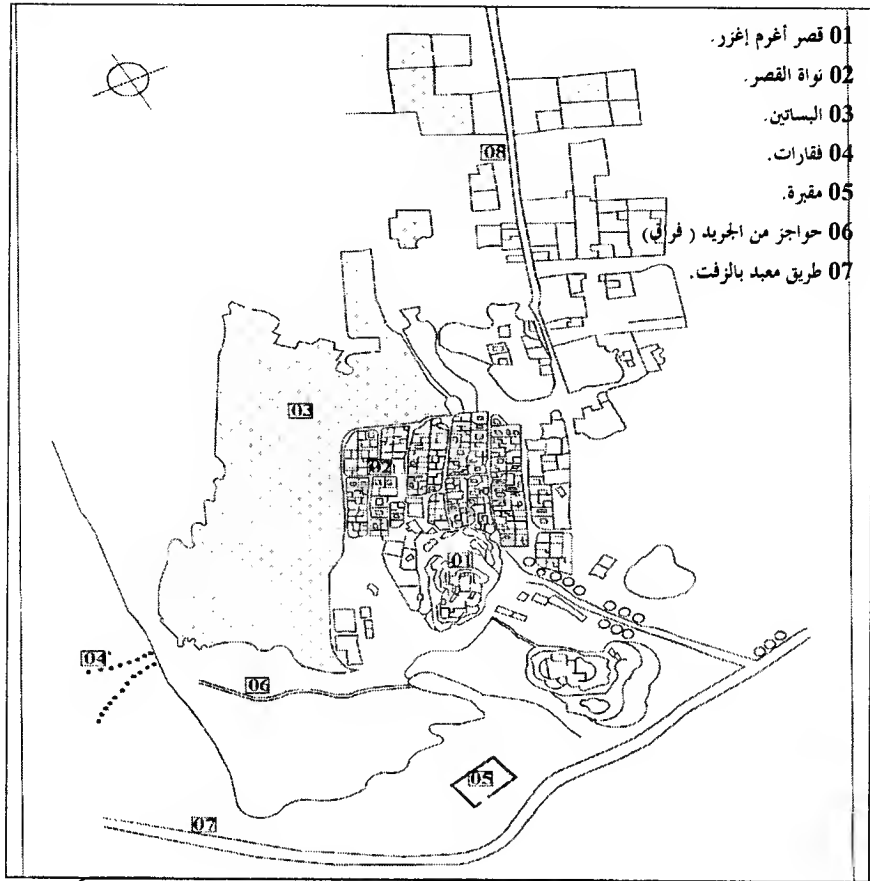 01 قصر أغرم إغزر.
02 نواة القصر.
03 البساتين.
04 فقارات.
05 مقبرة.
06 حواجز من الجريد ( فراق)
07 طريق معبد بالزفت.
08
03
02
01
04
06
05
07